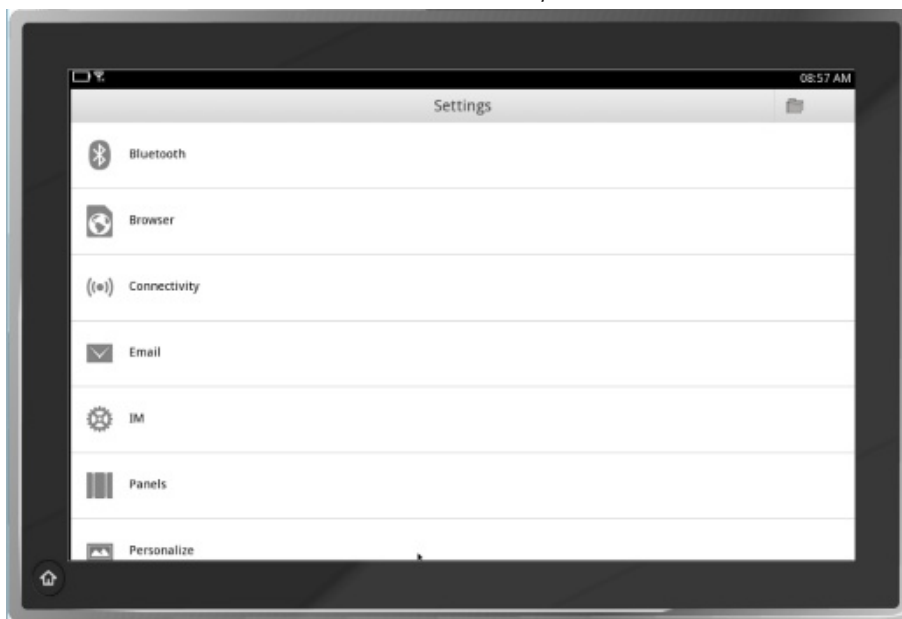 08:57 AM
Settings
Bluetooth
Browser
Connectivity
Email
IM
Panels
Personalize